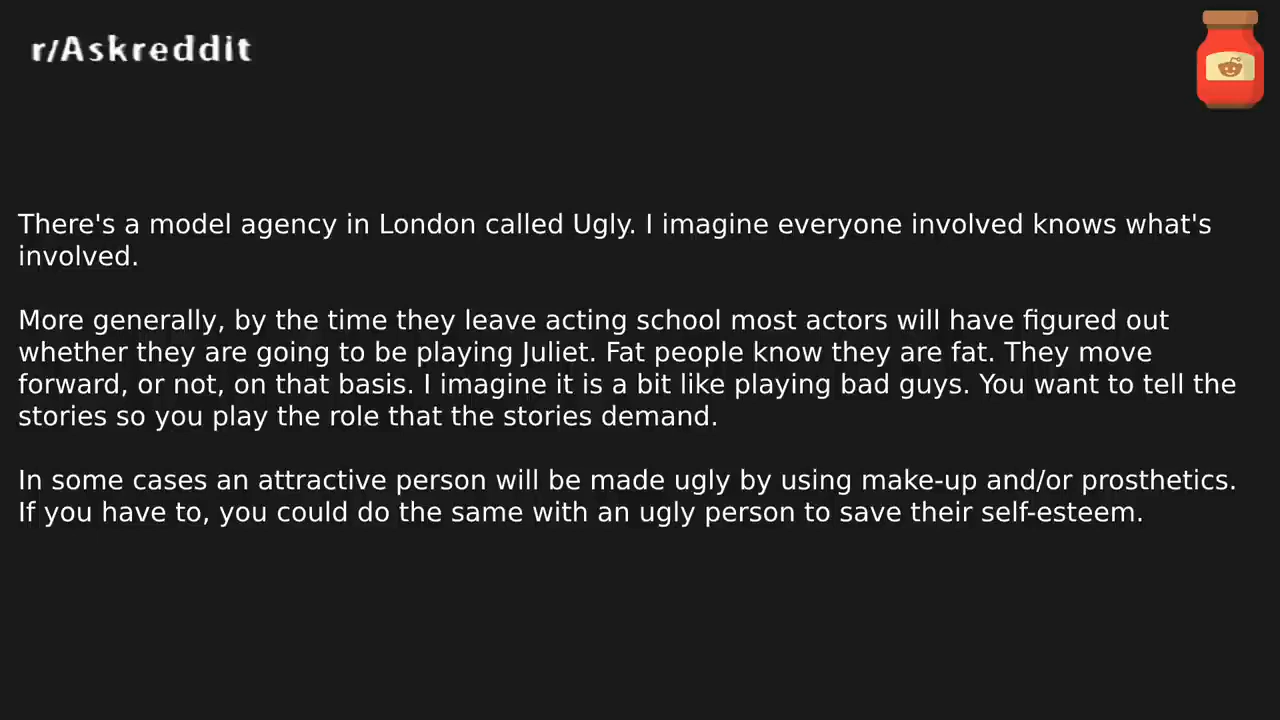 r/Askreddit
There's a model agency in London called Ugly. I imagine everyone involved knows what's
involved.
More generally, by the time they leave acting school most actors will have figured out
whether they are going to be playing Juliet. Fat people know they are fat. They move
forward, or not, on that basis. I imagine it is a bit like playing bad guys. You want to tell the
stories so you play the role that the stories demand.
In some cases an attractive person will be made ugly by using make-up and/or prosthetics.
If you have to, you could do the same with an ugly person to save their self-esteem.